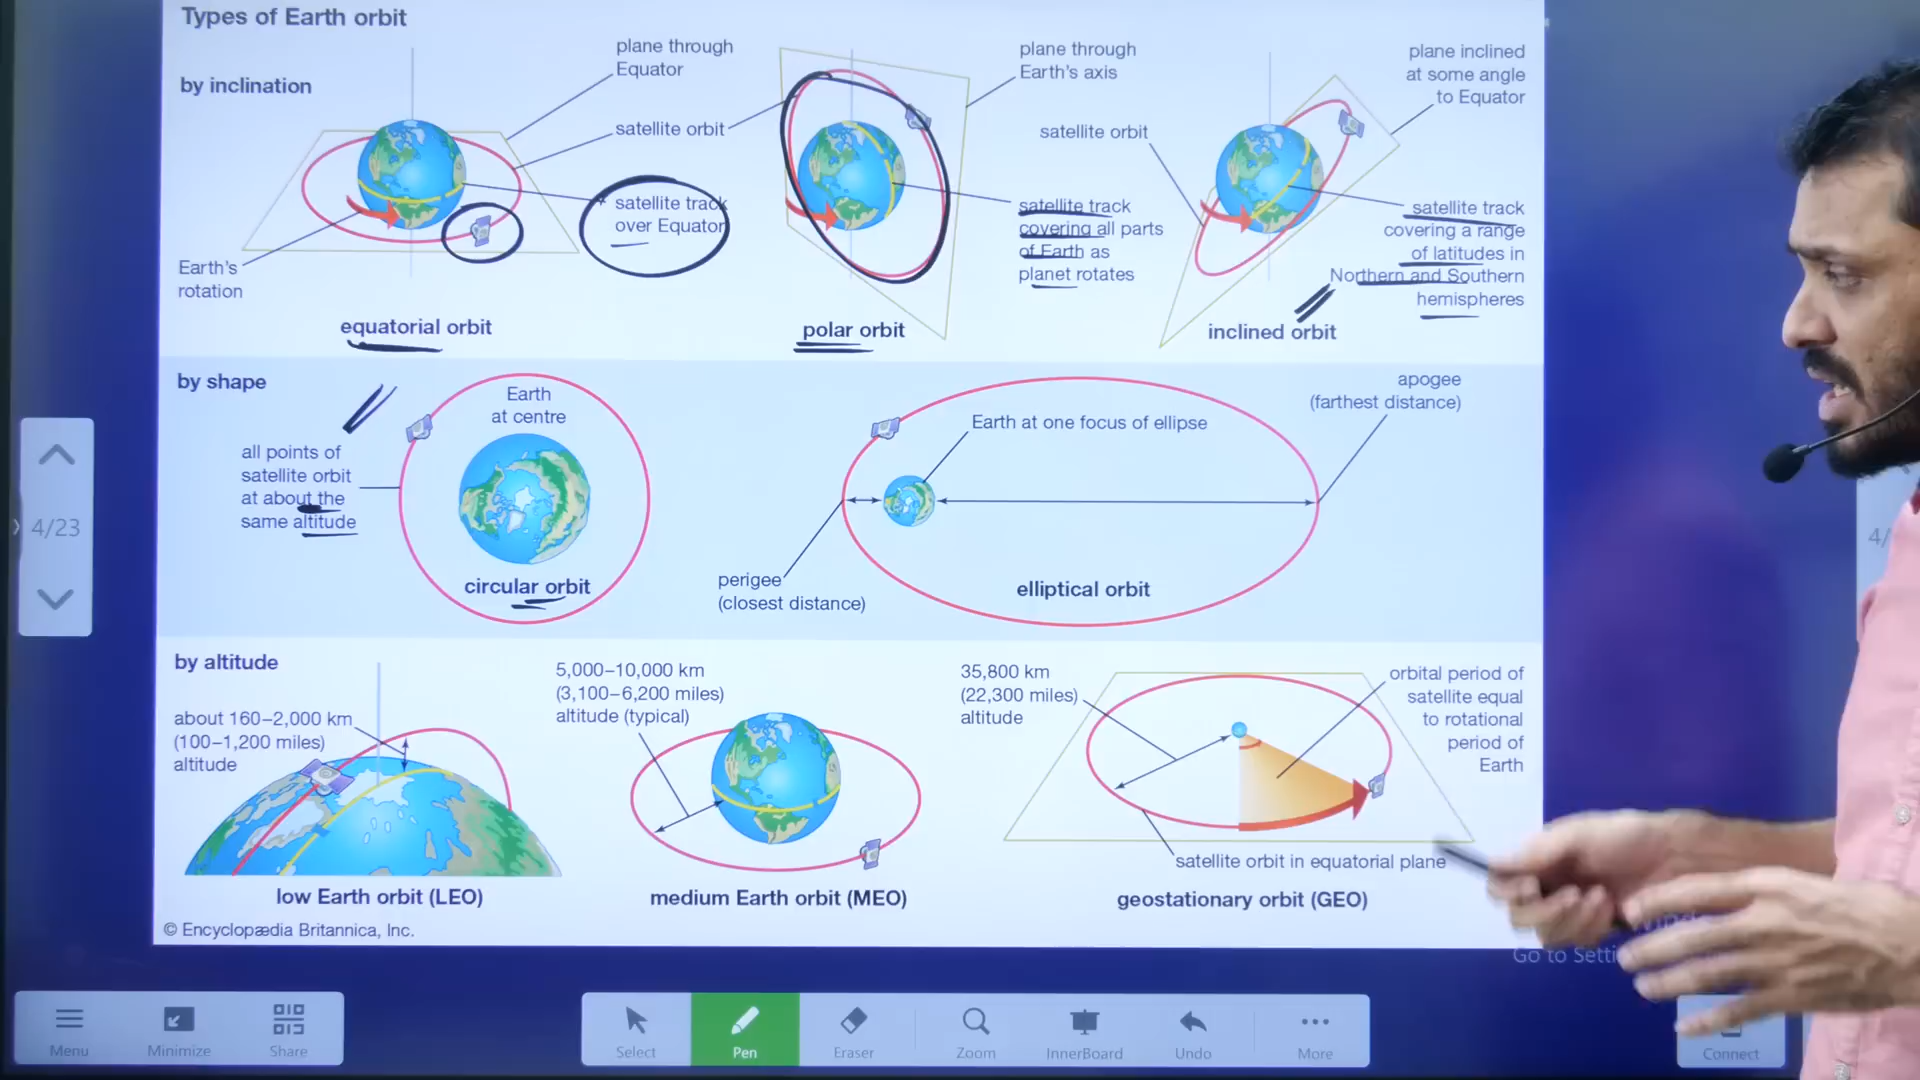 Types of Earth orbit
by inclination
plane through
Equator
satellite orbit
satellite track
over Equator
Earth's
rotation
equatorial orbit
plane through
Earth's axis
satellite track
covering all parts
of Earth as
planet rotates
polar orbit
plane inclined
at some angle
to Equator
satellite orbit
satellite track
covering a range
of latitudes in
Northern and Southern
hemispheres
inclined orbit
by shape
Earth
at centre
all points of
satellite orbit
at about the
same altitude
circular orbit
Earth at one focus of ellipse
apogee
(farthest distance)
perigee
(closest distance)
elliptical orbit
by altitude
about 160–2,000 km
(100–1,200 miles)
altitude
low Earth orbit (LEO)
5,000–10,000 km
(3,100–6,200 miles)
altitude (typical)
medium Earth orbit (MEO)
35,800 km
(22,300 miles)
altitude
orbital period of
satellite equal
to rotational
period of
Earth
satellite orbit in equatorial plane
geostationary orbit (GEO)
© Encyclopædia Britannica, Inc.
4/23
4/
Go to Setti
Menu
Minimize
Share
Select
Pen
Eraser
Zoom
InnerBoard
Undo
More
Connect